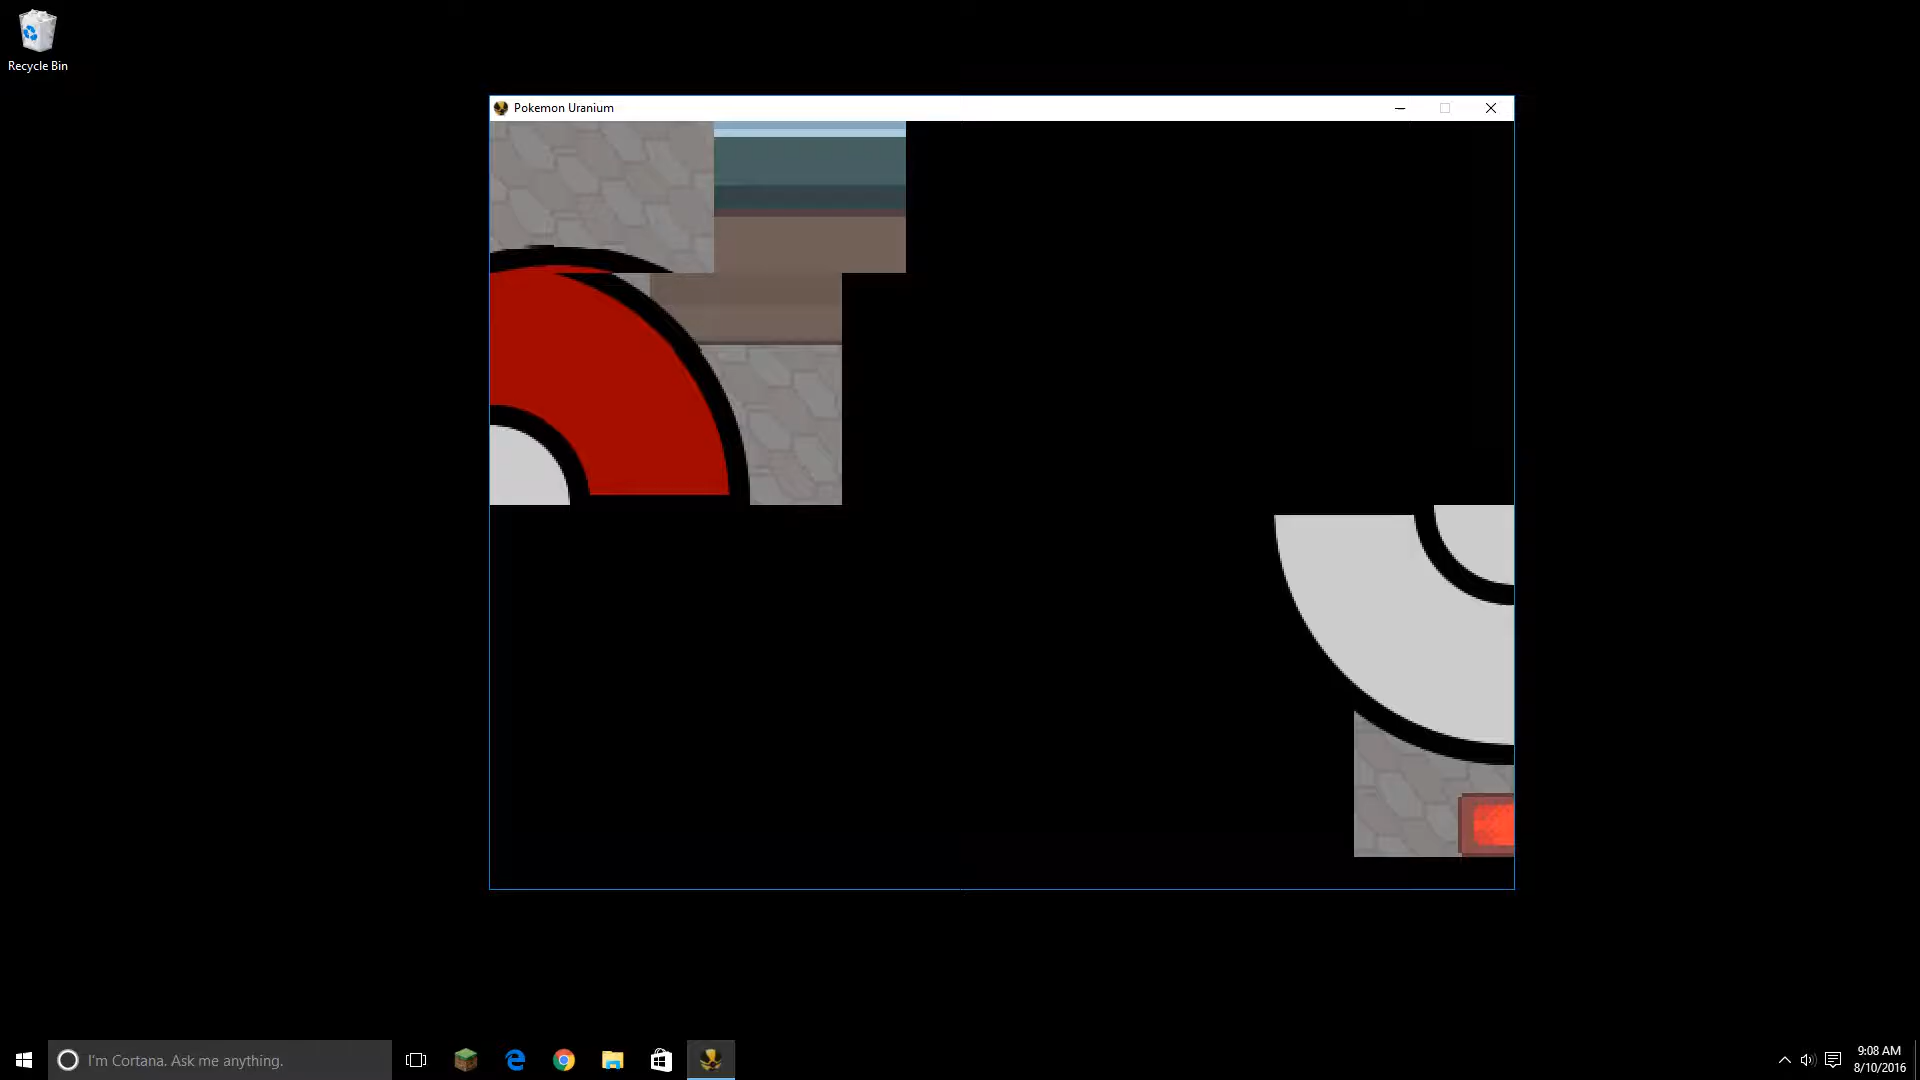 Recycle Bin
Pokemon Uranium
I'm Cortana. Ask me anything.
9:08 AM
8/10/2016